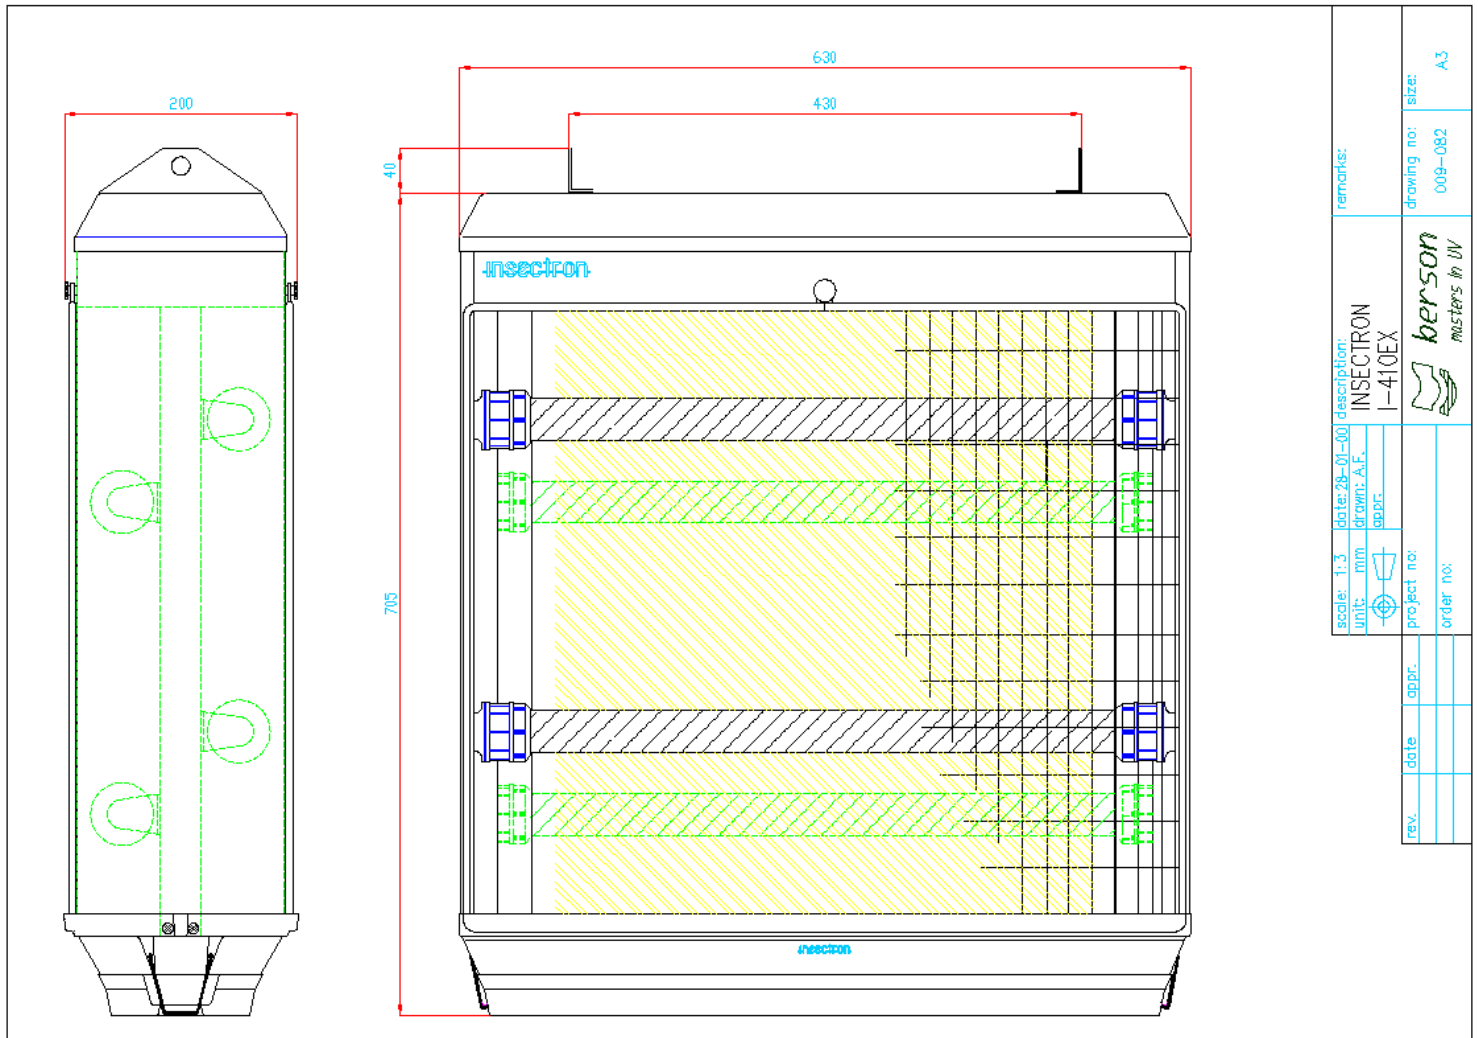 630
200
430
40
insectron
705
insectron
remarks:
size:
A3
drawing no:
009-082
description:
INSECTRON
I-410EX
berson
masters in UV
date: 28-01-00
drawn: A.F.
appr:
scale: 1:3
unit: mm
project no:
order no:
rev.
date
appr.